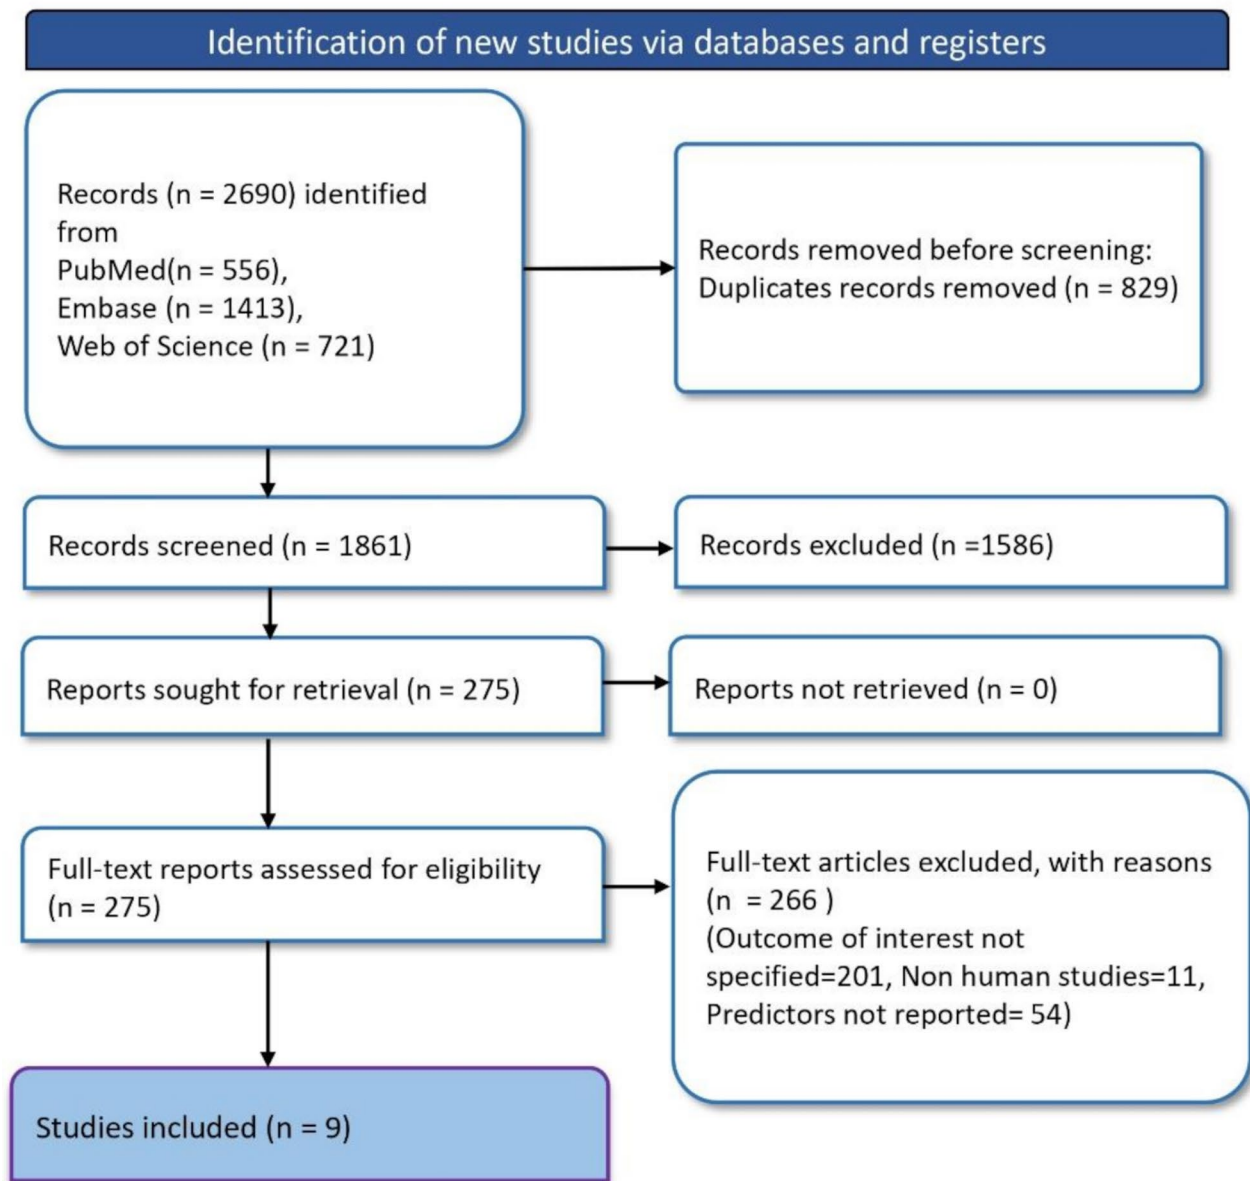 Identification of new studies via databases and registers
Records (n = 2690) identified
from
PubMed(n = 556),
Embase (n = 1413),
Web of Science (n = 721)
Records removed before screening:
Duplicates records removed (n = 829)
Records screened (n = 1861)
Records excluded (n =1586)
Reports sought for retrieval (n = 275)
Reports not retrieved (n = 0)
Full-text reports assessed for eligibility
(n = 275)
Full-text articles excluded, with reasons
(n  = 266 )
(Outcome of interest not
specified=201, Non human studies=11,
Predictors not reported= 54)
Studies included (n = 9)